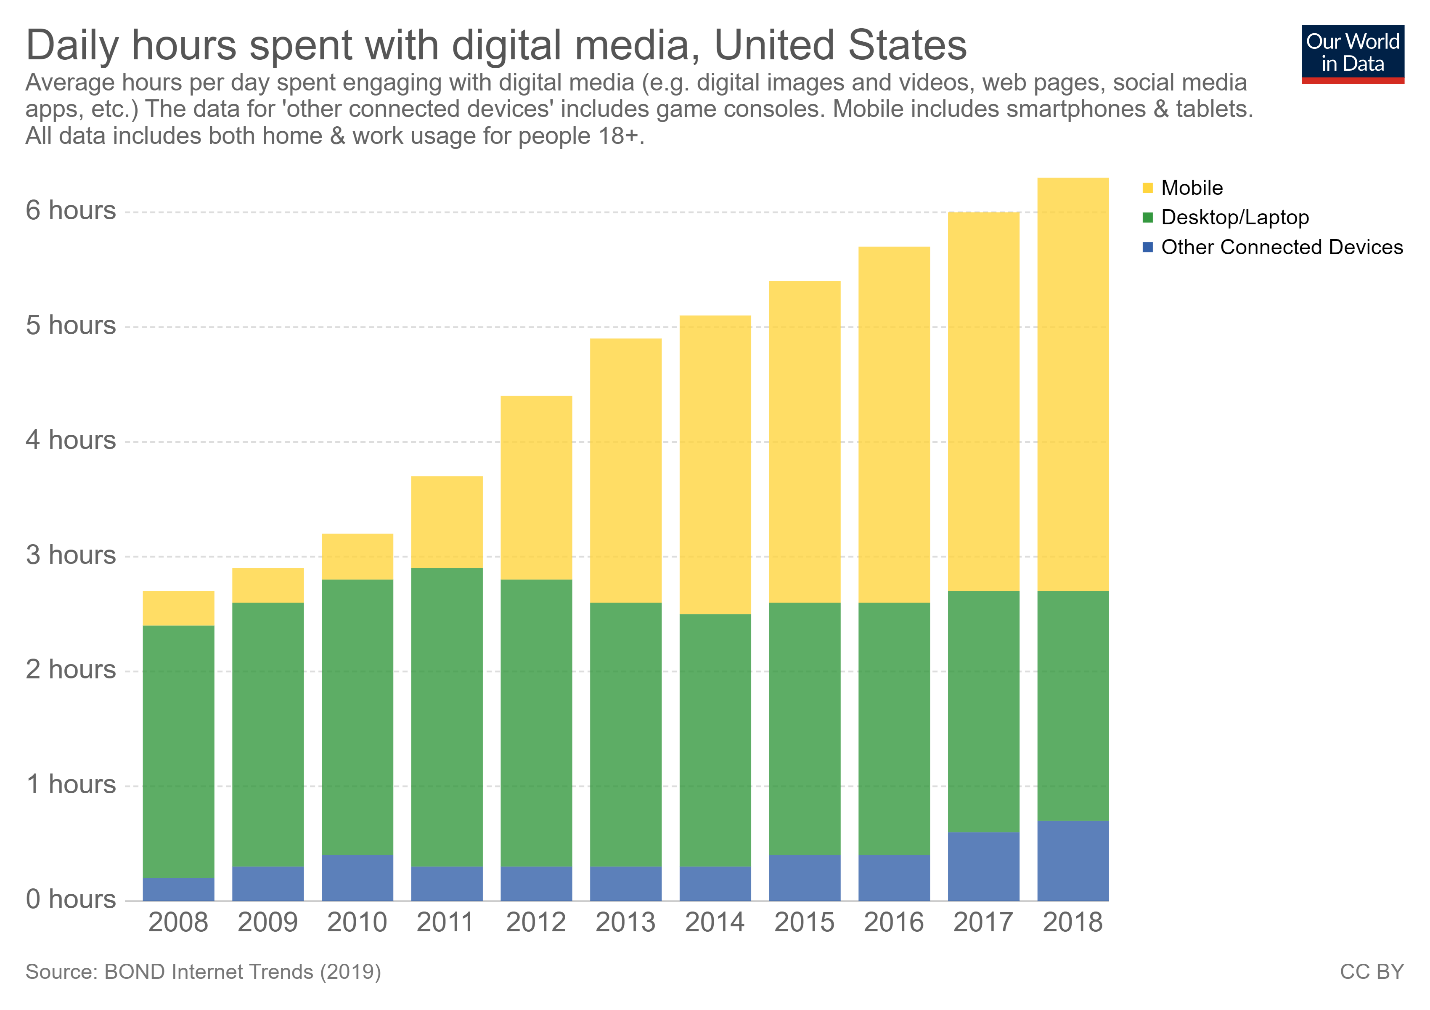 Daily hours spent with digital media, United States
Our World
in Data
Average hours per day spent engaging with digital media (e.g. digital images and videos, web pages, social media
apps, etc.) The data for 'other connected devices' includes game consoles. Mobile includes smartphones & tablets.
All data includes both home & work usage for people 18+.
Mobile
Desktop/Laptop
Other Connected Devices
6 hours
5 hours
4 hours
3 hours
2 hours
1 hours
0 hours
2008 2009 2010 2011 2012 2013 2014 2015 2016 2017 2018
Source: BOND Internet Trends (2019)
CC BY